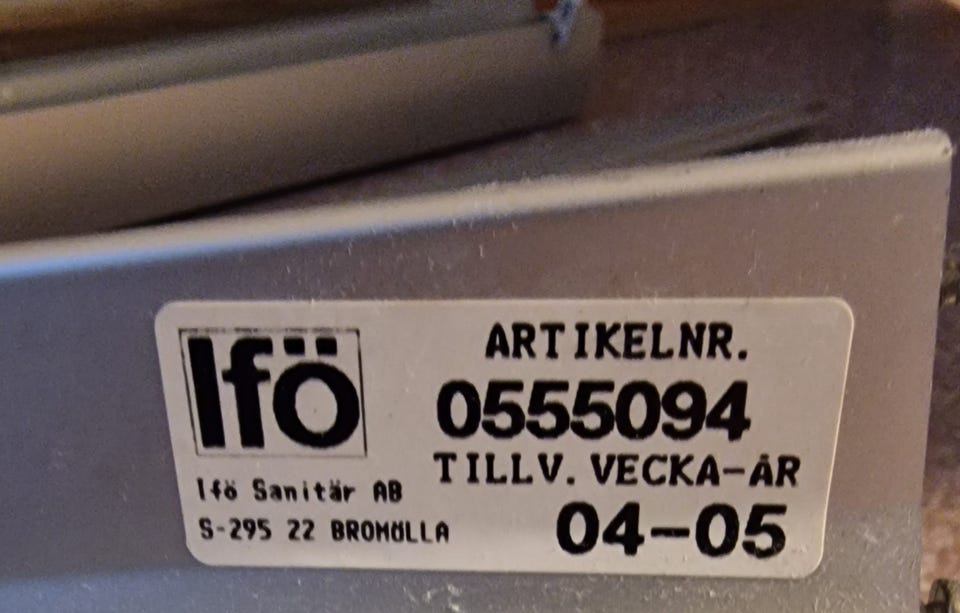 Ifö
ARTIKELNR.
0555094
TILLV. VECKA-ÅR
04-05
Ifö Sanitär AB
S-295 22 BROMÖLLA